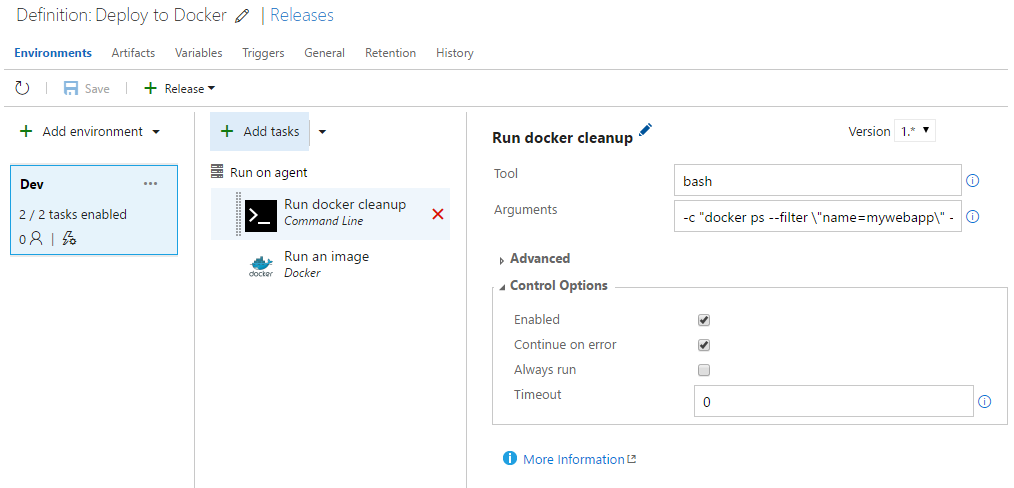 Definition: Deploy to Docker | Releases
Environments Artifacts Variables Triggers General Retention History
Save + Release
+ Add environment
Dev ...
2 / 2 tasks enabled
0 |
+ Add tasks
Run on agent
Run docker cleanup
Command Line
Run an image
docker Docker
Run docker cleanup Version 1.*
Tool bash
Arguments -c "docker ps --filter \"name=mywebapp\" -
Advanced
Control Options
Enabled
Continue on error
Always run
Timeout 0
More Information